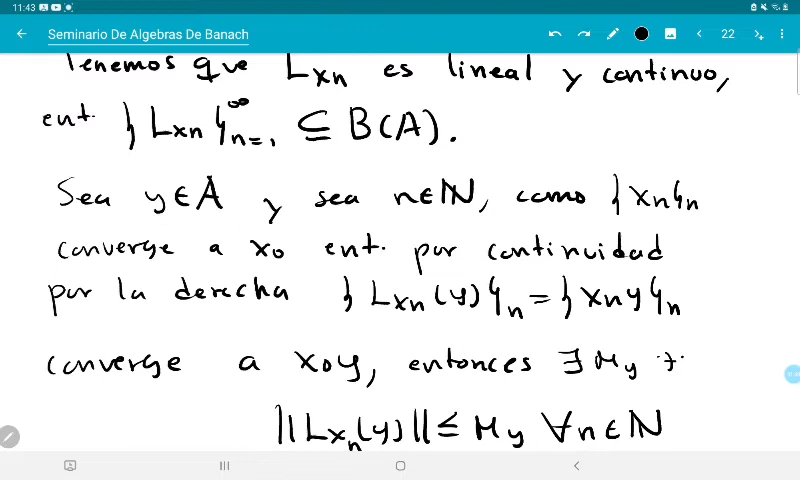 11:43
Seminario De Algebras De Banach
22
Tenemos que Lxn es lineal y continuo,
ent. {Lxn}∞n=1 ⊆ B(A).
Sea y∈A y sea n∈ℕ, como {xn}n
converge a x0 ent. por continuidad
por la derecha {Lxn(y)}n = {xny}n
converge a x0y, entonces ∃ My t.
||Lxn(y)|| ≤ My ∀n∈ℕ